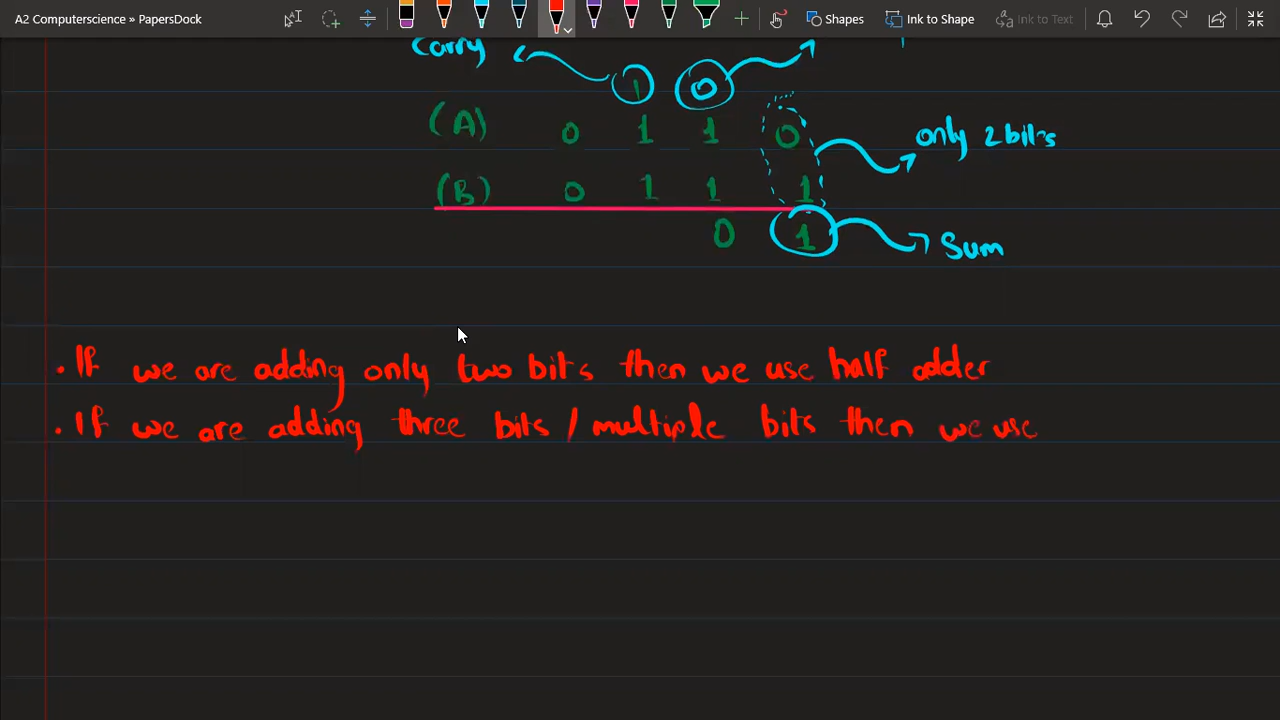 A2 Computerscience » PapersDock
Shapes
Ink to Shape
Ink to Text
Carry
1 0
(A) 0 1 1 0
only 2 bits
(B) 0 1 1 1
0 1
Sum
. If we are adding only two bits then we use half adder
. If we are adding three bits / multiple bits then we use